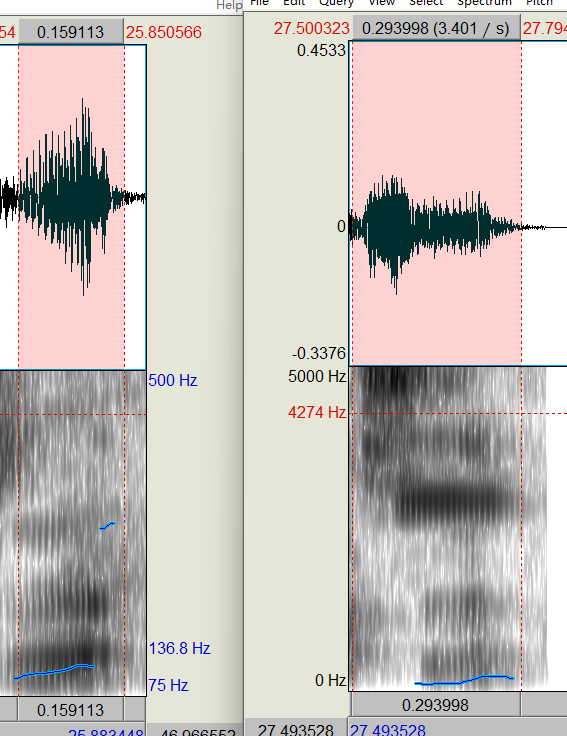 Help
File Edit Query View Select Spectrum Pitch
54 0.159113 25.850566
27.500323 0.293998 (3.401 / s) 27.794
0.4533
0
-0.3376
500 Hz
5000 Hz
4274 Hz
136.8 Hz
75 Hz
0 Hz
0.159113
0.293998
25.883448 46.966552
27.493528 27.493528